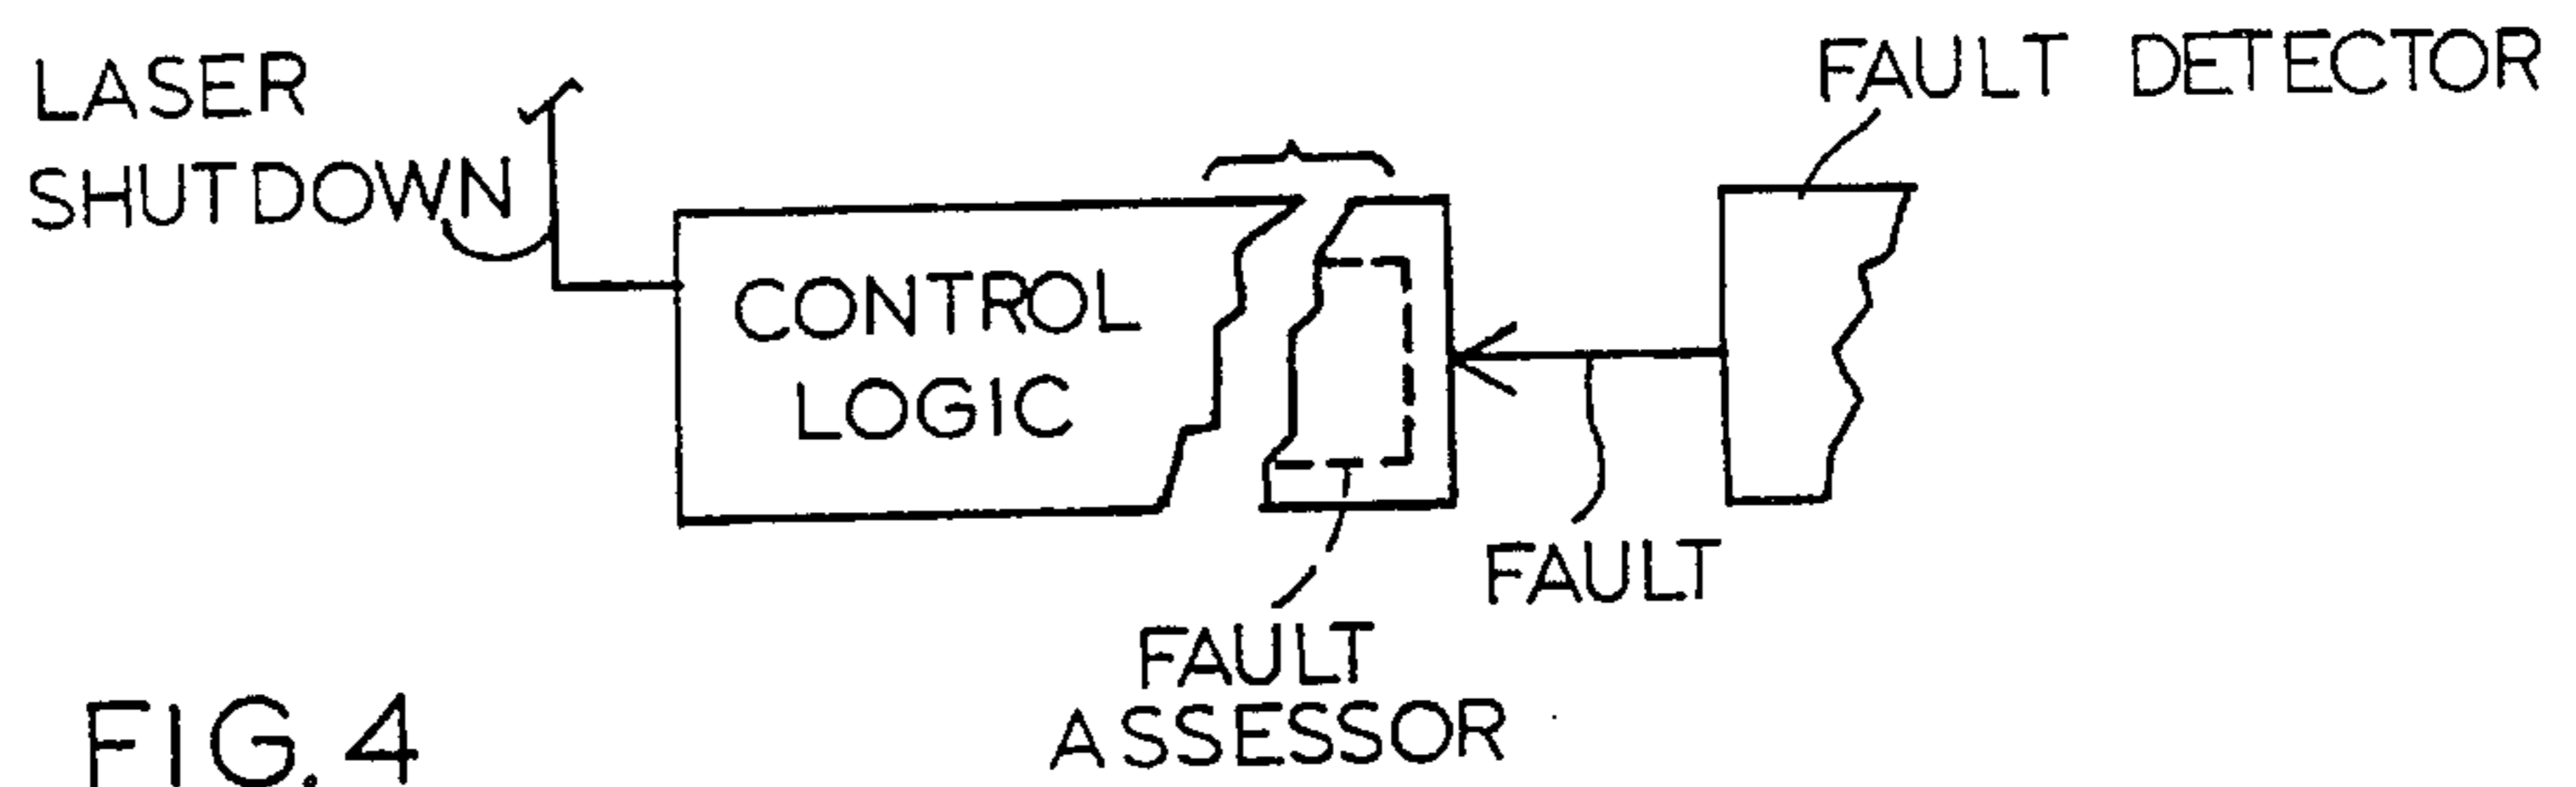 LASER
SHUTDOWN
FAULT DETECTOR
CONTROL
LOGIC
FAULT
FAULT
ASSESSOR
FIG. 4